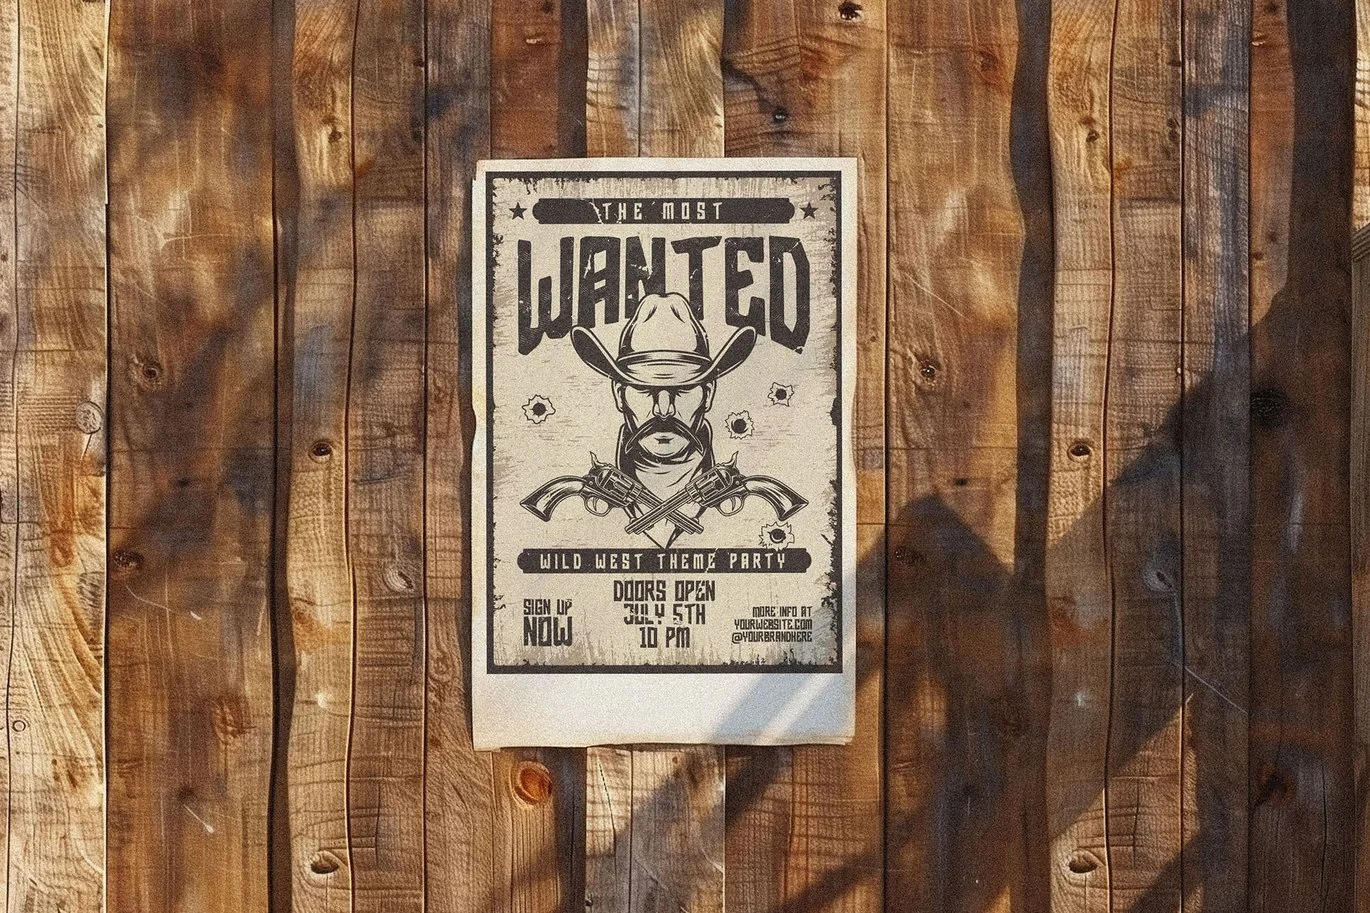 THE MOST
WANTED
WILD WEST THEME PARTY
SIGN UP
NOW
DOORS OPEN
JULY 5TH
10 PM
MORE INFO AT
YOURWEBSITE.COM
@YOURBRANDHERE